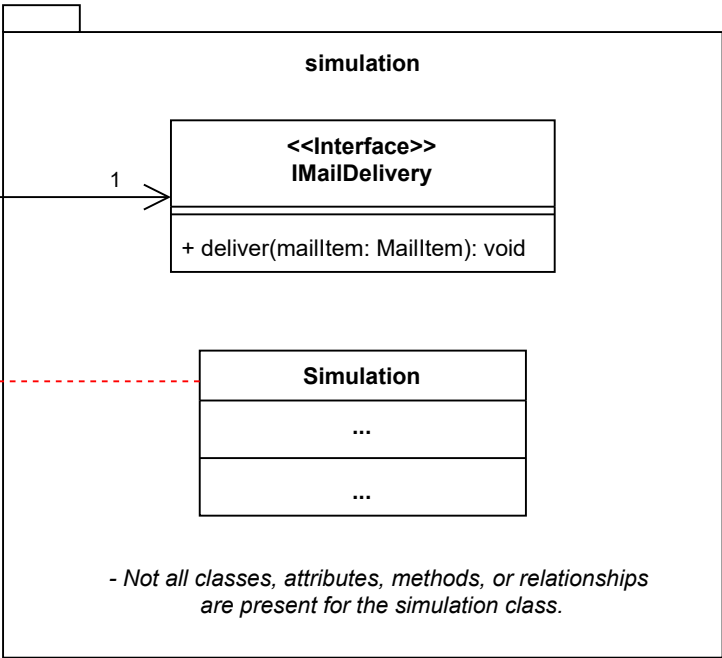 simulation
<<Interface>>
IMailDelivery
1
+ deliver(mailItem: MailItem): void
Simulation
...
...
- Not all classes, attributes, methods, or relationships
are present for the simulation class.